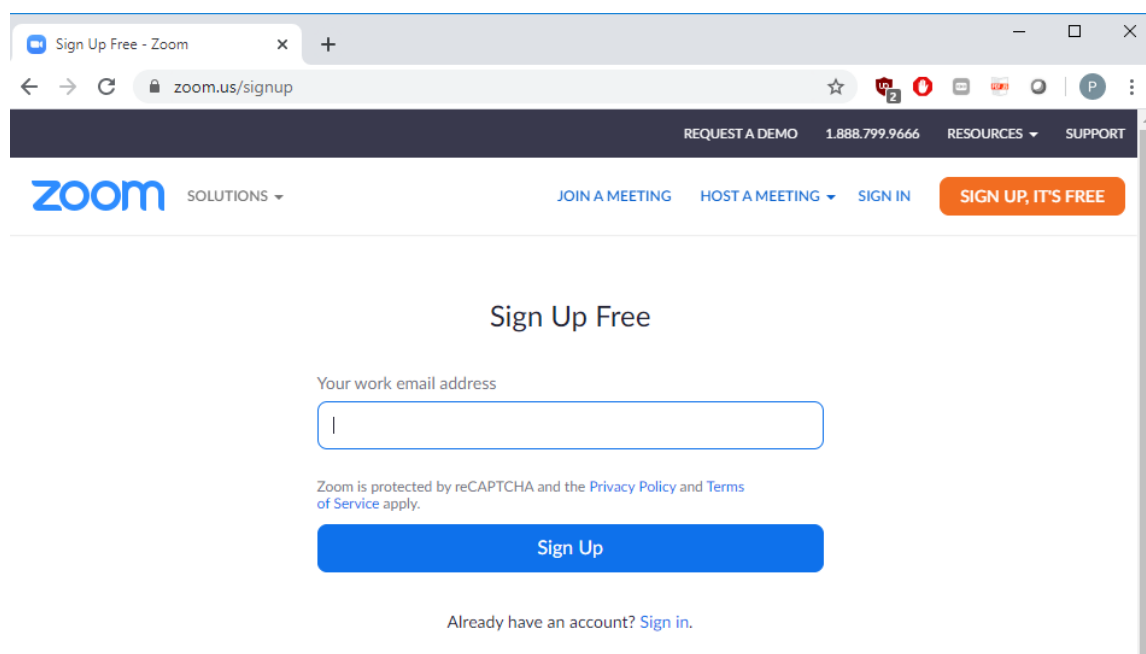 Sign Up Free - Zoom
zoom.us/signup
2
P
REQUEST A DEMO 1.888.799.9666 RESOURCES SUPPORT
zoom SOLUTIONS JOIN A MEETING HOST A MEETING SIGN IN SIGN UP, IT'S FREE
Sign Up Free
Your work email address
Zoom is protected by reCAPTCHA and the Privacy Policy and Terms
of Service apply.
Sign Up
Already have an account? Sign in.